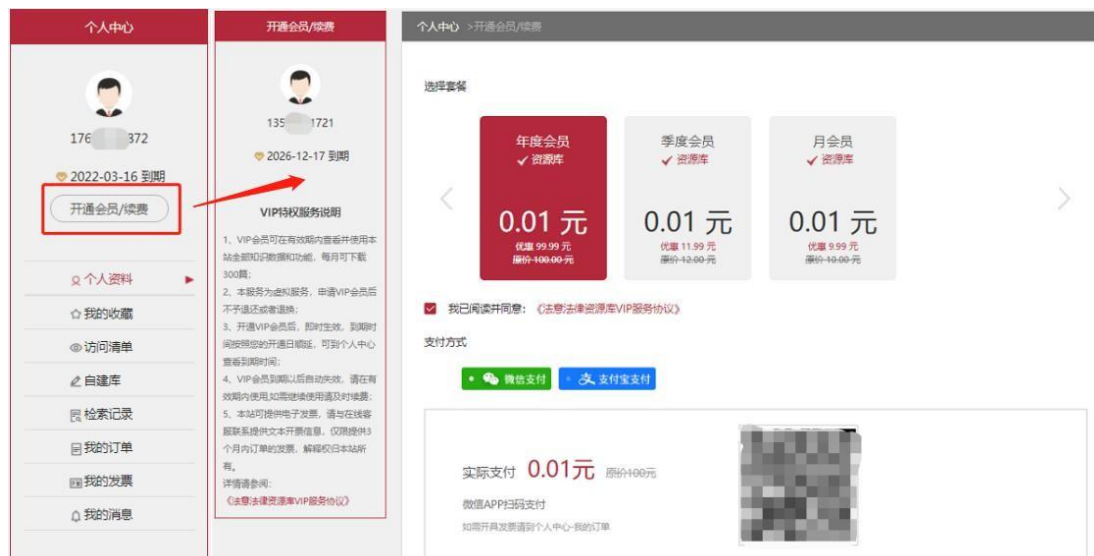 个人中心
176 372
2022-03-16 到期
开通会员/续费
个人资料
我的收藏
访问清单
自建库
检索记录
我的订单
我的发票
我的消息
开通会员/续费
135 1721
2026-12-17 到期
VIP特权服务说明
1、VIP会员可在有效期内查看并使用本
站全部知识数据和功能，每月可下载
300篇；
2、本服务为虚拟服务，申请VIP会员后
不予退还或者退换；
3、开通VIP会员后，即时生效，到期时
间按照您的开通日顺延，可到个人中心
查看到期时间；
4、VIP会员到期以后自动失效，请在有
效期内使用,如需继续使用请及时续费；
5、本站可提供电子发票，请与在线客
服联系提供文本开票信息，仅限提供3
个月内订单的发票，解释权归本站所
有。
详情请参阅：
《法意法律资源库VIP服务协议》
个人中心 >开通会员/续费
选择套餐
年度会员
资源库
0.01 元
优惠 99.99 元
原价 100.00 元
季度会员
资源库
0.01 元
优惠 11.99 元
原价 12.00 元
月会员
资源库
0.01 元
优惠 9.99 元
原价 10.00 元
我已阅读并同意：《法意法律资源库VIP服务协议》
支付方式
微信支付
支付宝支付
实际支付 0.01元 原价100元
微信APP扫码支付
如需开具发票请到个人中心-我的订单